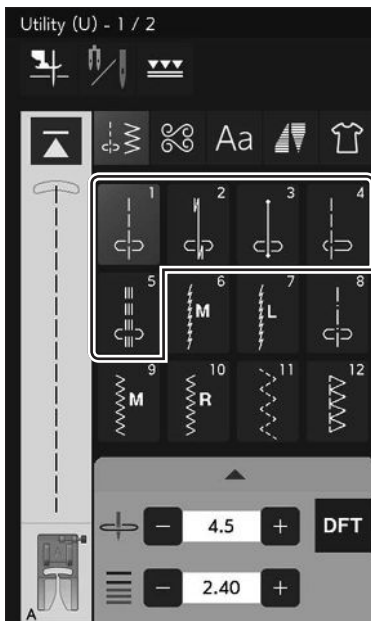 Utility (U) - 1 / 2
Aa
1 2 3 4
5 6 7 8
M L
9 10 11 12
M R
− 4.5 + DFT
− 2.40 +
A
A